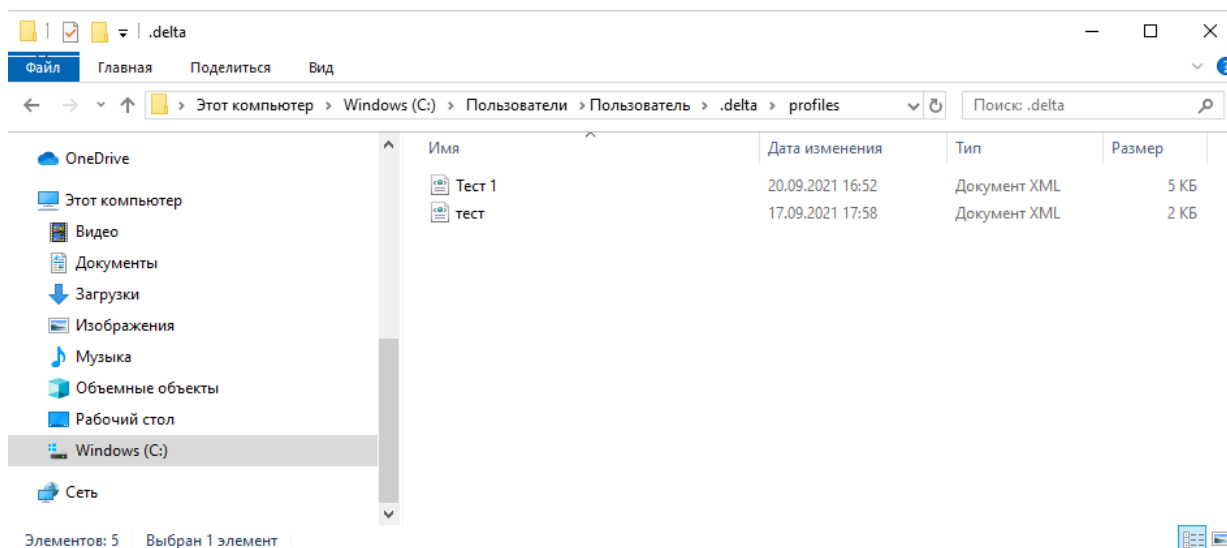 .delta
Файл Главная Поделиться Вид
Этот компьютер > Windows (C:) > Пользователи > Пользователь > .delta > profiles Поиск: .delta
Имя Дата изменения Тип Размер
OneDrive
Тест 1 20.09.2021 16:52 Документ XML 5 КБ
Этот компьютер
тест 17.09.2021 17:58 Документ XML 2 КБ
Видео
Документы
Загрузки
Изображения
Музыка
Объемные объекты
Рабочий стол
Windows (C:)
Сеть
Элементов: 5 Выбран 1 элемент